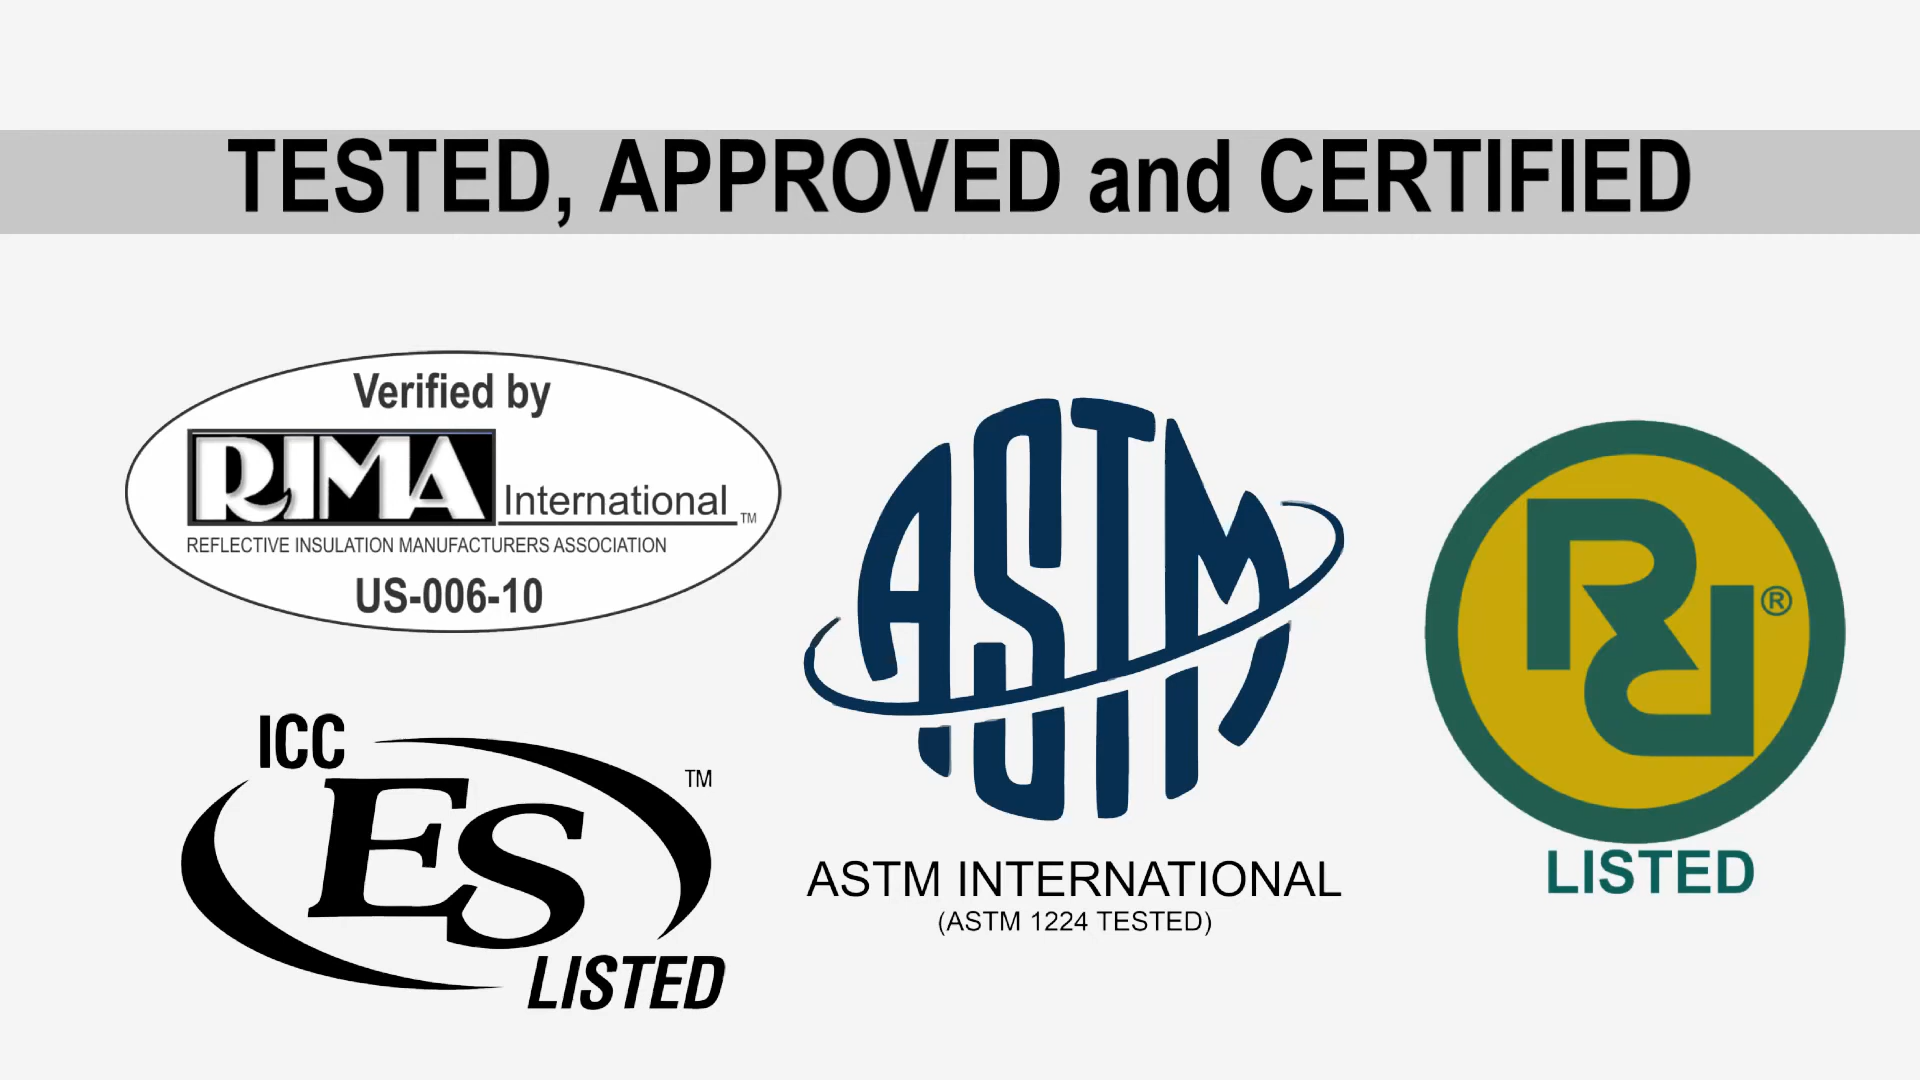 TESTED, APPROVED and CERTIFIED
Verified by
RIMA International ™
REFLECTIVE INSULATION MANUFACTURERS ASSOCIATION
US-006-10
ICC
ES ™
LISTED
ASTM
ASTM INTERNATIONAL
(ASTM 1224 TESTED)
RR ®
LISTED